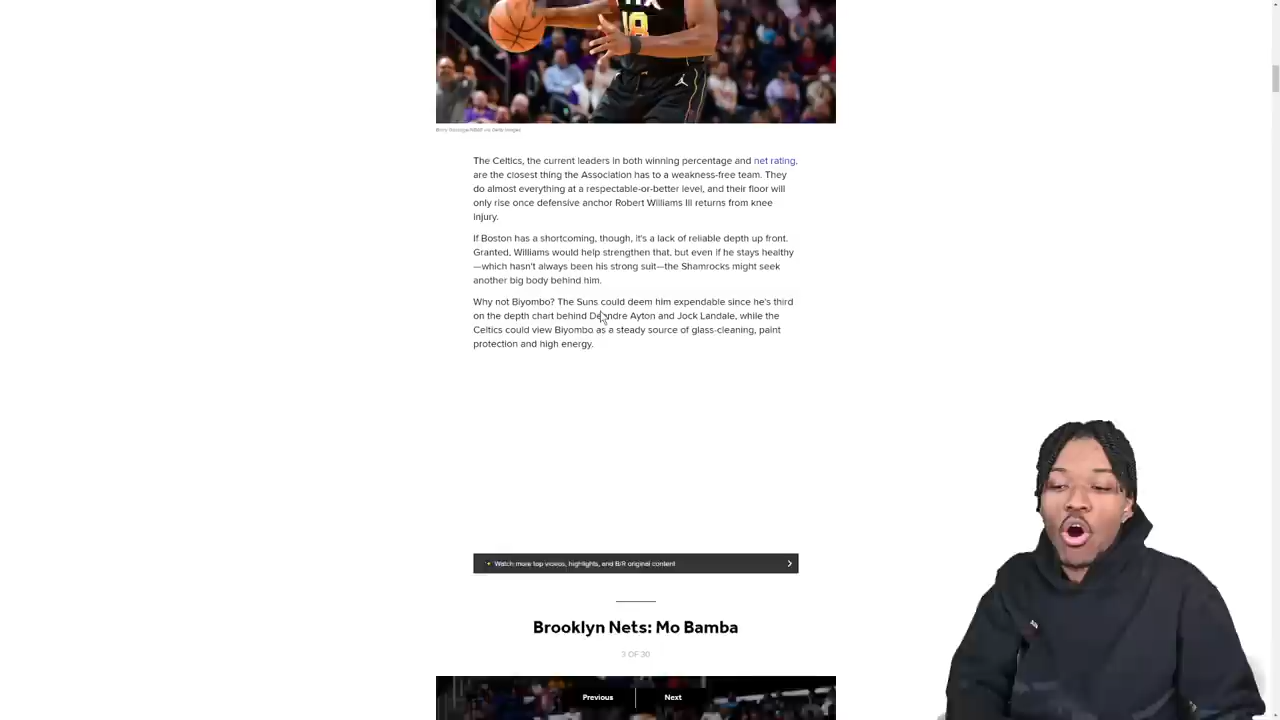 18
The Celtics, the current leaders in both winning percentage and net rating,
are the closest thing the Association has to a weakness-free team. They
do almost everything at a respectable-or-better level, and their floor will
only rise once defensive anchor Robert Williams III returns from knee
injury.
If Boston has a shortcoming, though, it's a lack of reliable depth up front.
Granted, Williams would help strengthen that, but even if he stays healthy
—which hasn't always been his strong suit—the Shamrocks might seek
another big body behind him.
Why not Biyombo? The Suns could deem him expendable since he's third
on the depth chart behind Deandre Ayton and Jock Landale, while the
Celtics could view Biyombo as a steady source of glass-cleaning, paint
protection and high energy.
Watch more top videos, highlights, and B/R original content
Brooklyn Nets: Mo Bamba
3 OF 30
Previous
Next